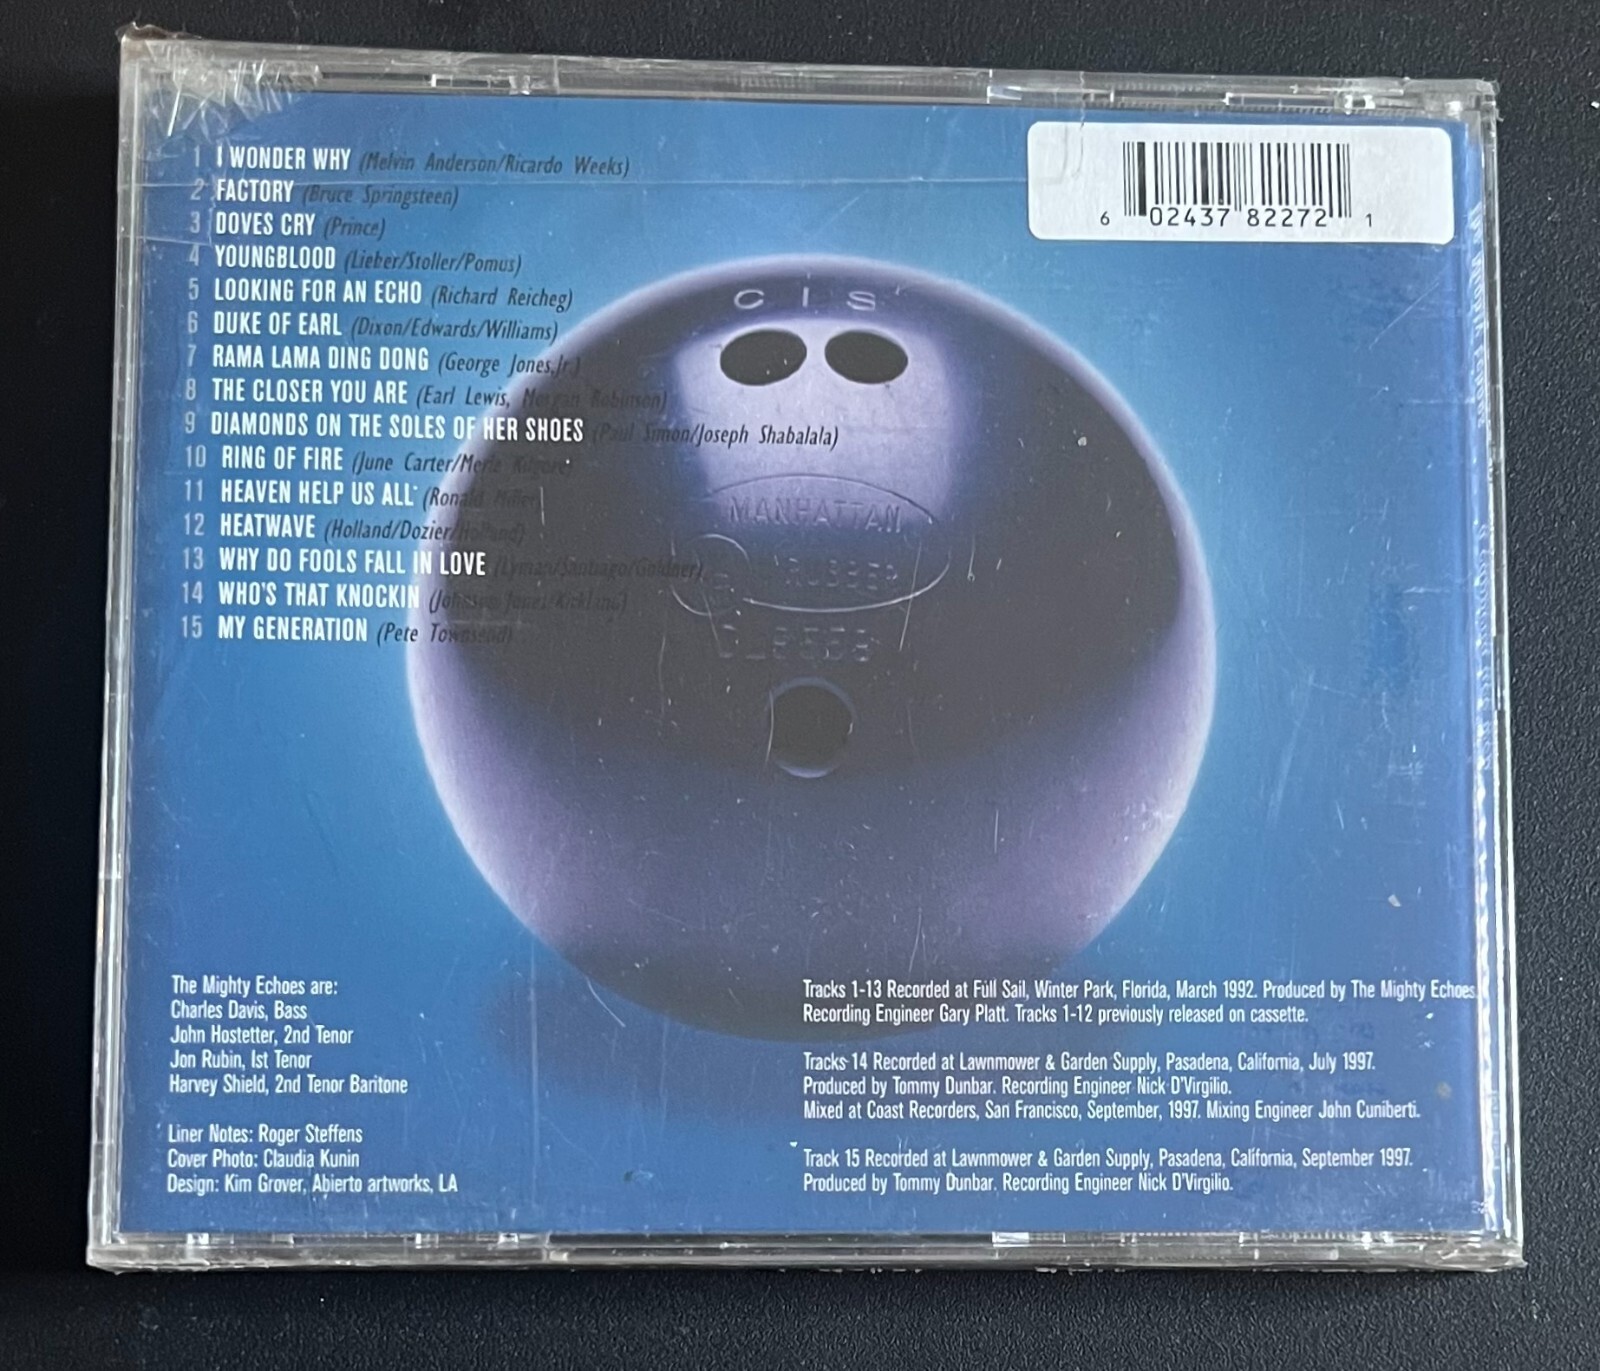 1 I WONDER WHY (Melvin Anderson/Ricardo Weeks)
2 FACTORY (Bruce Springsteen)
3 DOVES CRY (Prince)
4 YOUNGBLOOD (Lieber/Stoller/Pomus)
5 LOOKING FOR AN ECHO (Richard Reicheg)
6 DUKE OF EARL (Dixon/Edwards/Williams)
7 RAMA LAMA DING DONG (George Jones,Jr.)
8 THE CLOSER YOU ARE (Earl Lewis, Morgan Robinson)
9 DIAMONDS ON THE SOLES OF HER SHOES (Paul Simon/Joseph Shabalala)
10 RING OF FIRE (June Carter/Merle Kilgore)
11 HEAVEN HELP US ALL (Ronald Miller)
12 HEATWAVE (Holland/Dozier/Holland)
13 WHY DO FOOLS FALL IN LOVE (Lyman/Santiago/Goldner)
14 WHO'S THAT KNOCKIN (Johnson/Jones/
15 MY GENERATION (Pete Townsend)
6 02437 82272 1
C I S
MANHATTAN
RUBBER
The Mighty Echoes are:
Charles Davis, Bass
John Hostetter, 2nd Tenor
Jon Rubin, Ist Tenor
Harvey Shield, 2nd Tenor Baritone
Liner Notes: Roger Steffens
Cover Photo: Claudia Kunin
Design: Kim Grover, Abierto artworks, LA
Tracks 1-13 Recorded at Full Sail, Winter Park, Florida, March 1992. Produced by The Mighty Echoes.
Recording Engineer Gary Platt. Tracks 1-12 previously released on cassette.
Tracks 14 Recorded at Lawnmower & Garden Supply, Pasadena, California, July 1997.
Produced by Tommy Dunbar. Recording Engineer Nick D'Virgilio.
Mixed at Coast Recorders, San Francisco, September, 1997. Mixing Engineer John Cuniberti.
Track 15 Recorded at Lawnmower & Garden Supply, Pasadena, California, September 1997.
Produced by Tommy Dunbar. Recording Engineer Nick D'Virgilio.